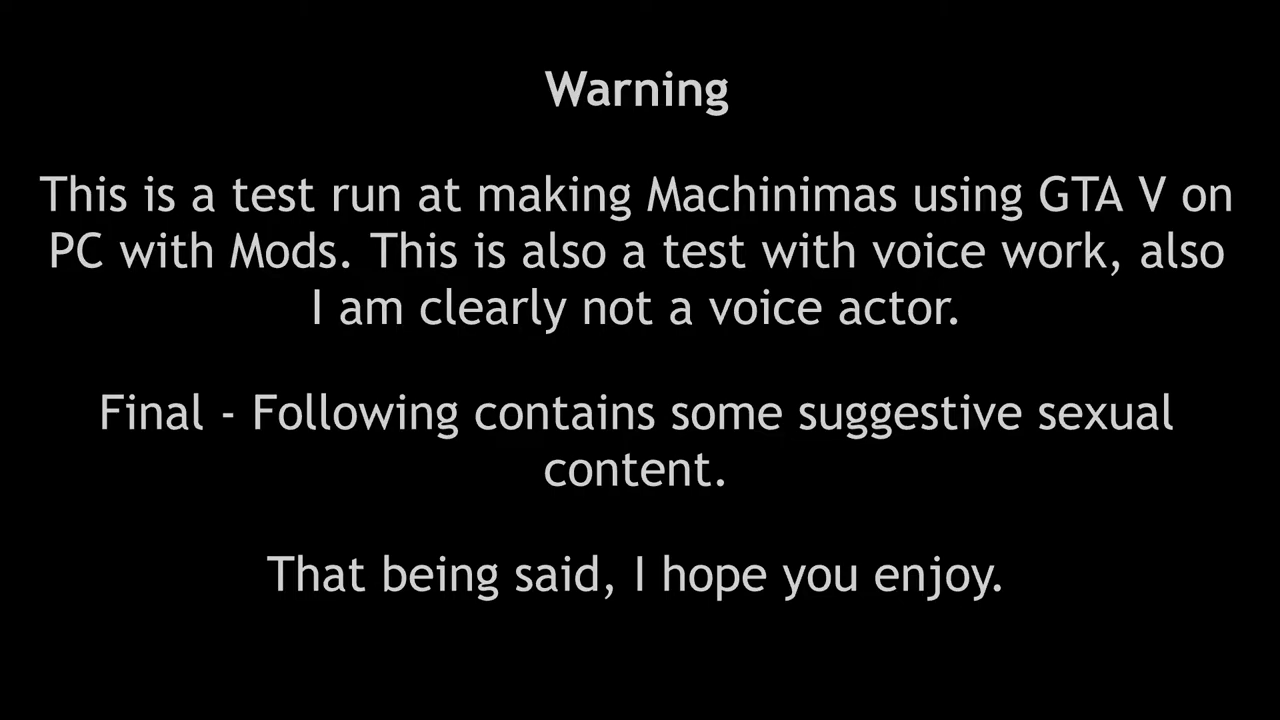 Warning
This is a test run at making Machinimas using GTA V on
PC with Mods. This is also a test with voice work, also
I am clearly not a voice actor.
Final - Following contains some suggestive sexual
content.
That being said, I hope you enjoy.